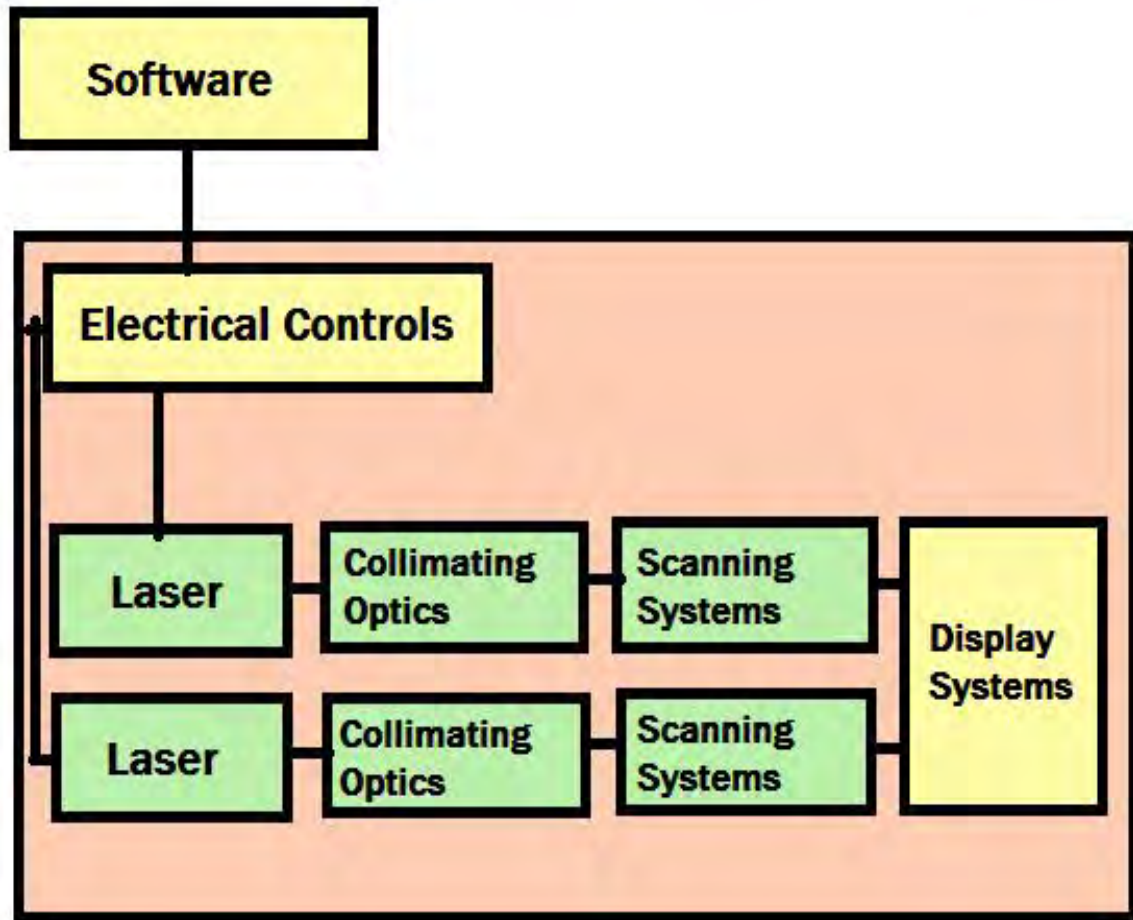 Software
Electrical Controls
Laser
Collimating
Optics
Scanning
Systems
Display
Systems
Laser
Collimating
Optics
Scanning
Systems